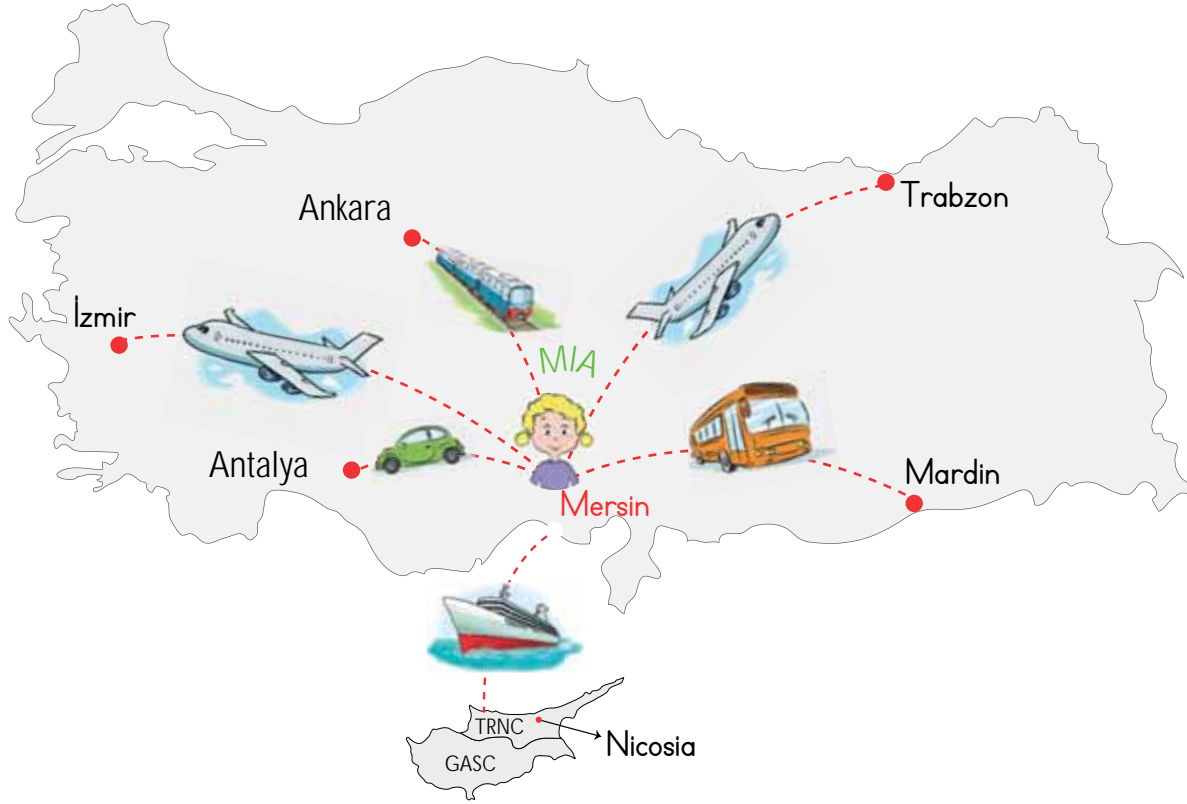 Ankara
Trabzon
İzmir
MIA
Antalya
Mardin
Mersin
TRNC
Nicosia
GASC